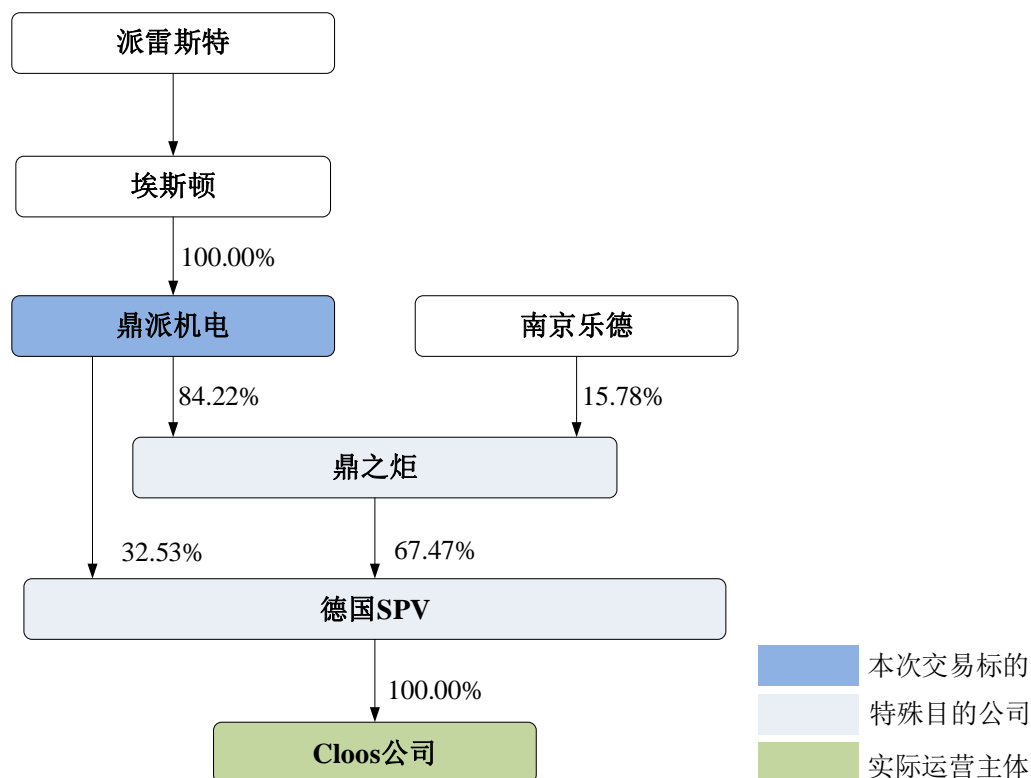 派雷斯特
埃斯顿
100.00%
鼎派机电
南京乐德
84.22%
15.78%
鼎之炬
32.53%
67.47%
德国SPV
100.00%
Cloos公司
本次交易标的
特殊目的公司
实际运营主体